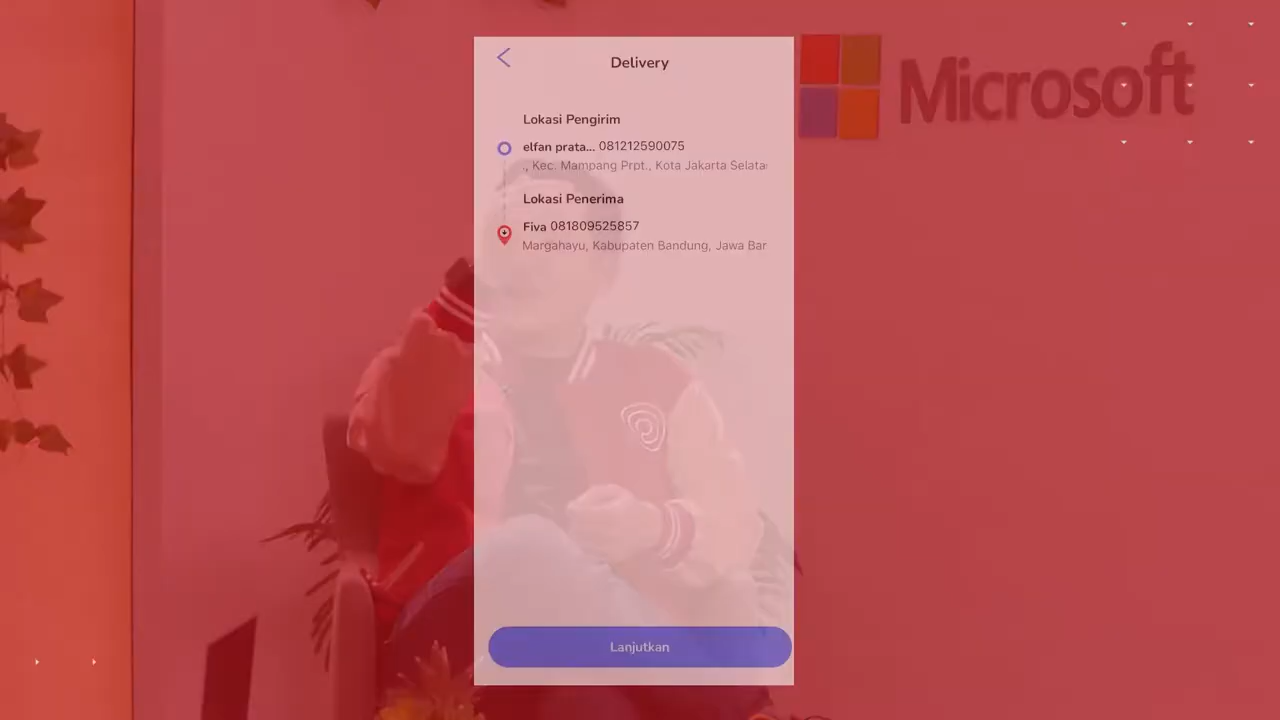 Delivery
Microsoft
Lokasi Pengirim
elfan prata... 081212590075
., Kec. Mampang Prpt., Kota Jakarta Selata
Lokasi Penerima
Fiva 081809525857
Margahayu, Kabupaten Bandung, Jawa Bar
Lanjutkan